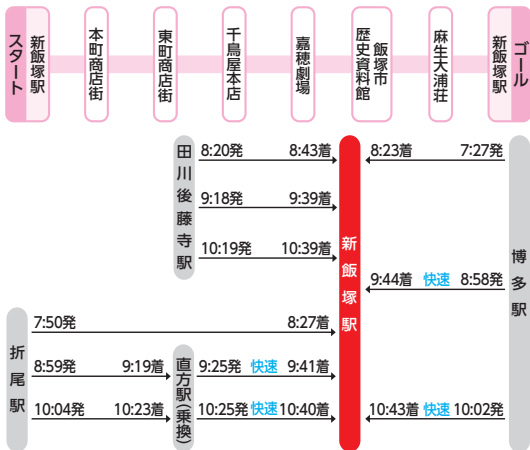 スタート
新飯塚駅
本町商店街
東町商店街
千鳥屋本店
嘉穂劇場
飯塚市
歴史資料館
麻生大浦荘
新飯塚駅
ゴール
田川後藤寺駅
8:20発 8:43着
9:18発 9:39着
10:19発 10:39着
新飯塚駅
8:23着 7:27発
9:44着 快速 8:58発
博多駅
折尾駅
7:50発 8:27着
8:59発 9:19着
直方駅(乗換)
9:25発 快速 9:41着
10:04発 10:23着
10:25発 快速 10:40着
10:43着 快速 10:02発